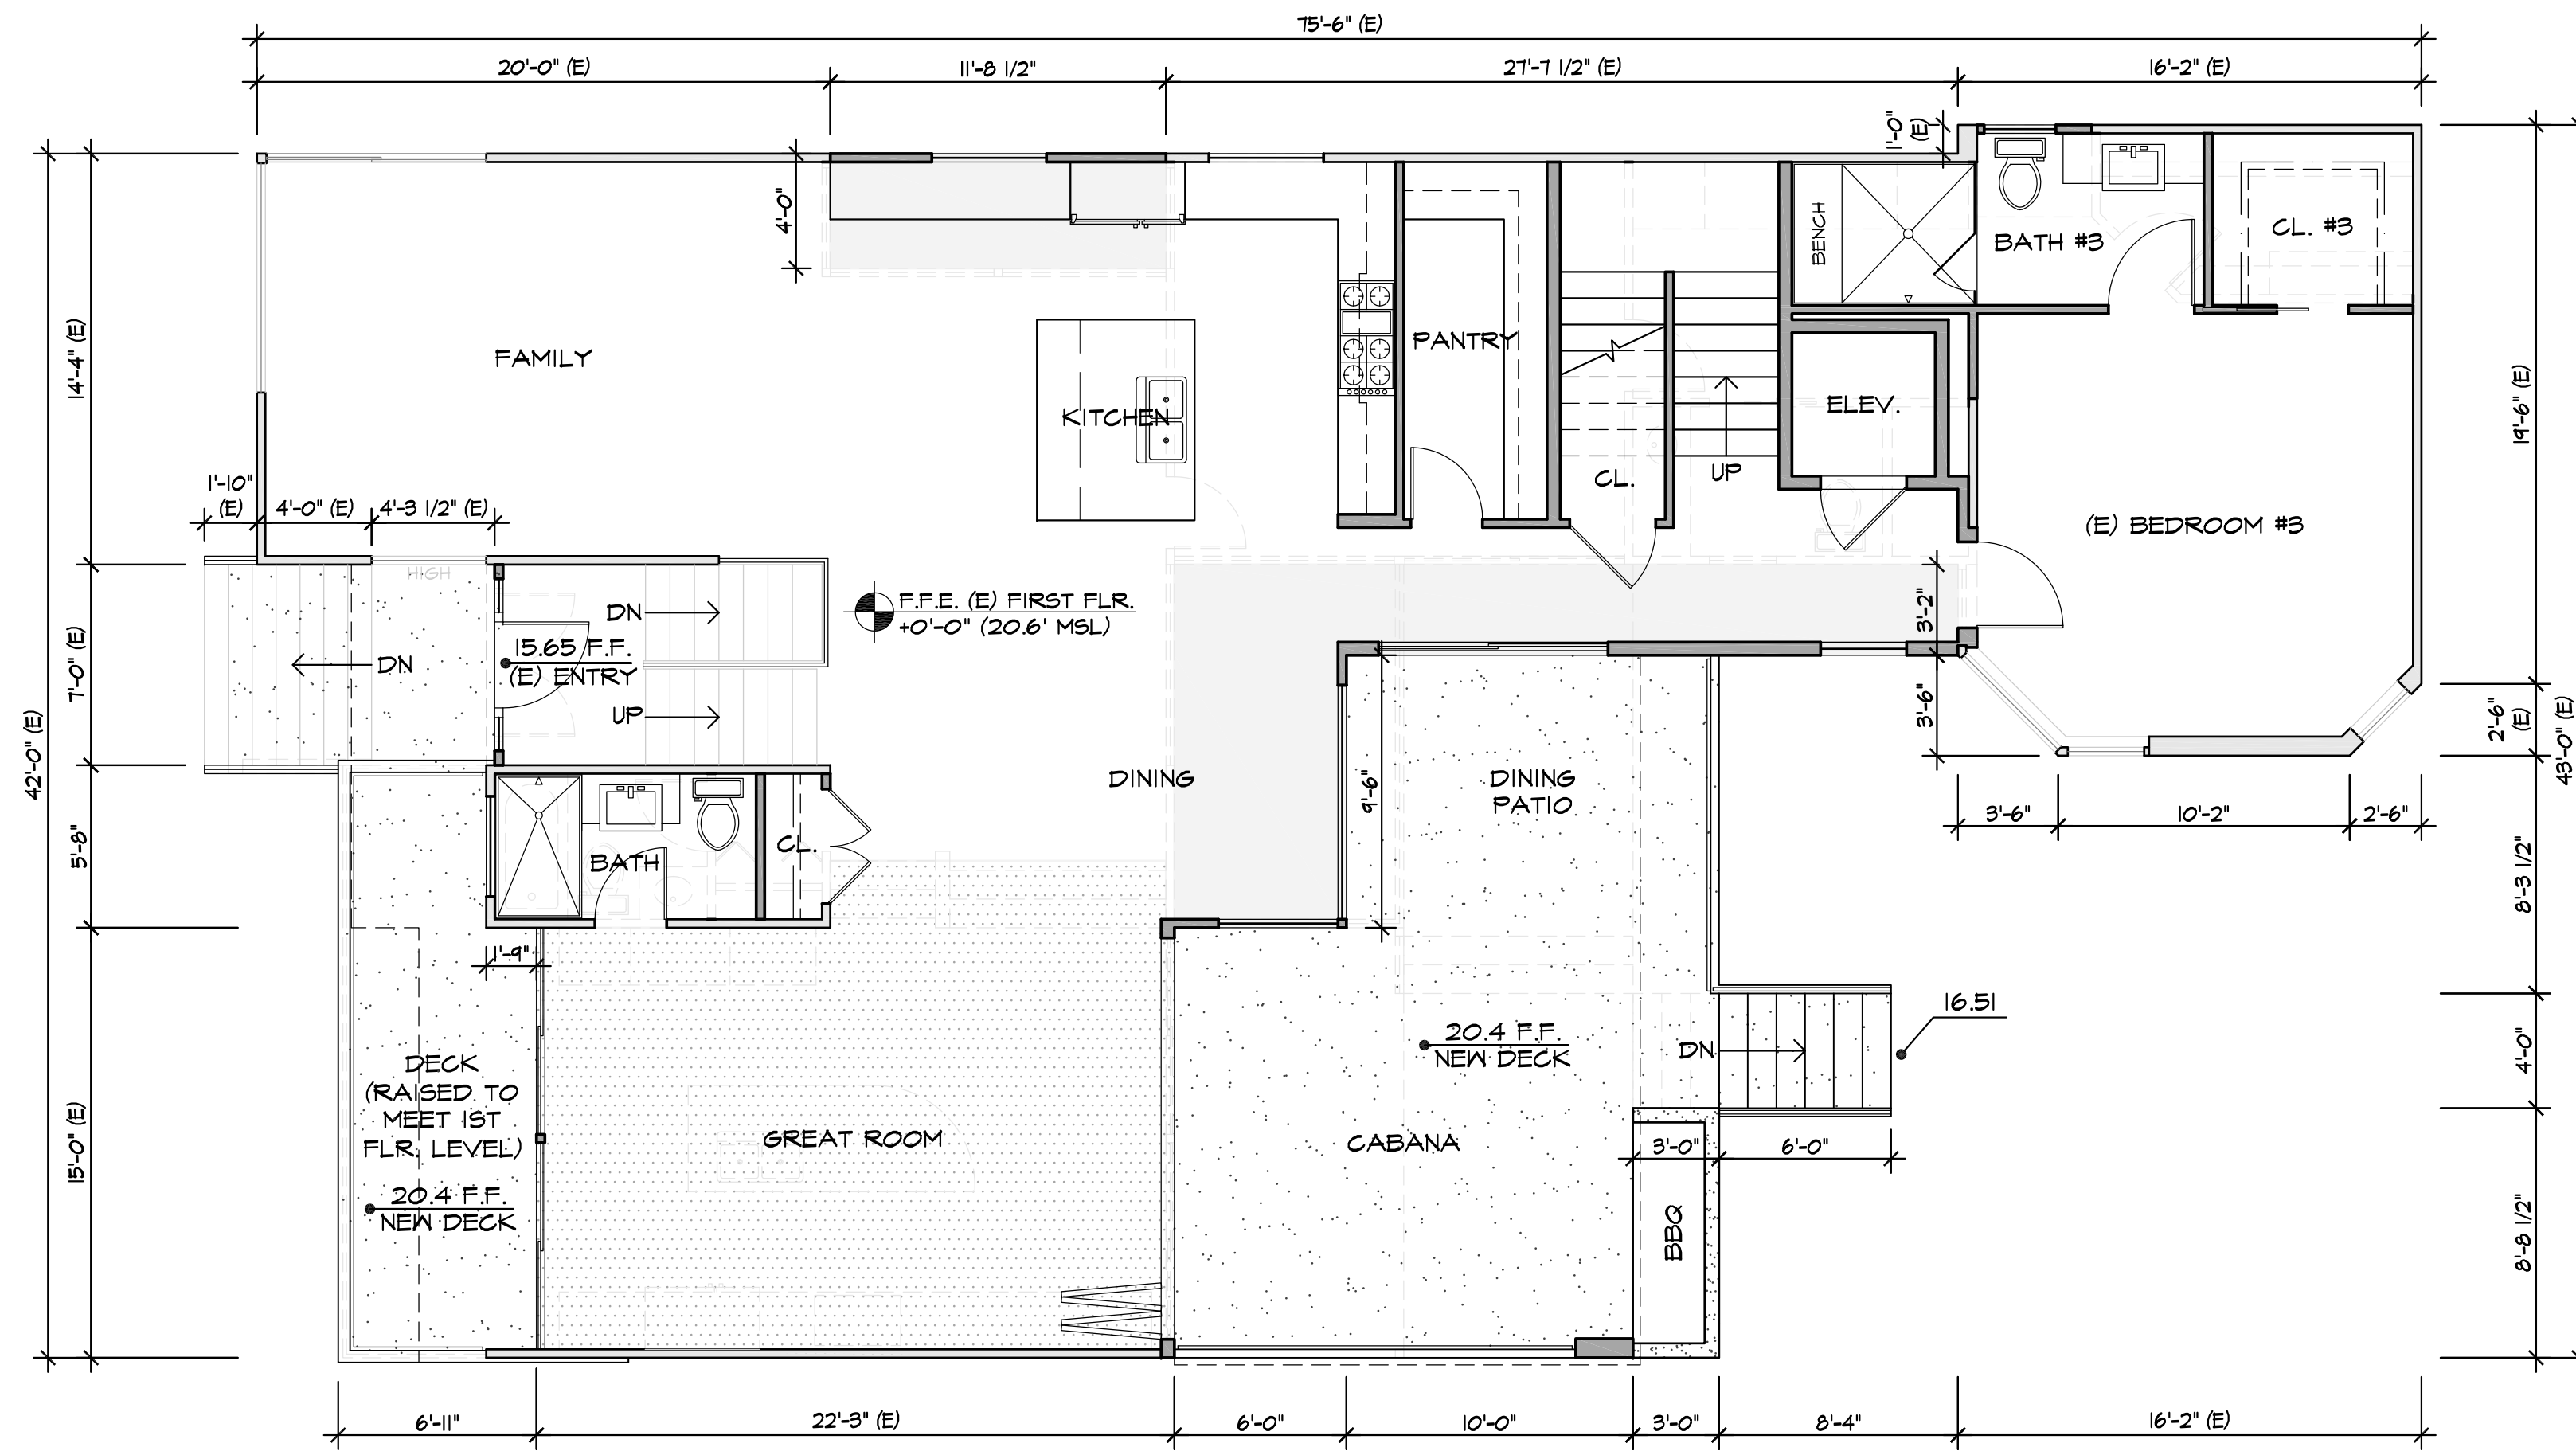 75'-6" (E)
20'-0" (E)
11'-8 1/2"
27'-7 1/2" (E)
16'-2" (E)
1'-0"
(E)
4'-0"
BENCH
BATH #3
CL. #3
FAMILY
KITCHEN
PANTRY
ELEV.
CL.
UP
(E) BEDROOM #3
14'-4" (E)
19'-6" (E)
1'-10"
(E)
4'-0" (E)
4'-3 1/2" (E)
HIGH
DN
F.F.E. (E) FIRST FLR.
+0'-0" (20.6' MSL)
3'-2"
15.65 F.F.
(E) ENTRY
DN
UP
7'-0" (E)
42'-0" (E)
3'-6"
2'-6"
(E)
43'-0" (E)
DINING
DINING
PATIO
9'-6"
3'-6"
10'-2"
2'-6"
5'-8"
BATH
CL.
8'-3 1/2"
1'-9"
16.51
20.4 F.F.
NEW DECK
DN
4'-0"
DECK
(RAISED TO
MEET 1ST
FLR. LEVEL)
GREAT ROOM
CABANA
3'-0"
6'-0"
15'-0" (E)
20.4 F.F.
NEW DECK
BBQ
8'-8 1/2"
6'-11"
22'-3" (E)
6'-0"
10'-0"
3'-0"
8'-4"
16'-2" (E)